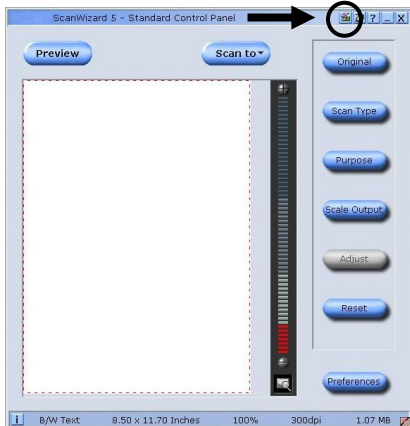 ScanWizard 5 - Standard Control Panel ? _ X
Preview
Scan to
Original
Scan Type
Purpose
Scale Output
Adjust
Reset
Preferences
i B/W Text 8.50 x 11.70 Inches 100% 300dpi 1.07 MB